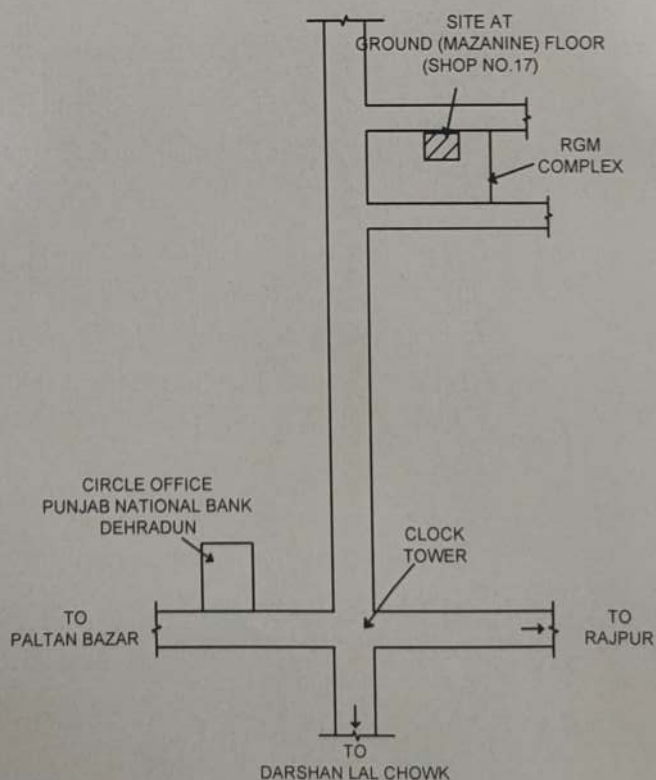 SITE AT
GROUND (MAZANINE) FLOOR
(SHOP NO.17)
RGM
COMPLEX
CIRCLE OFFICE
PUNJAB NATIONAL BANK
DEHRADUN
CLOCK
TOWER
TO
PALTAN BAZAR
TO
RAJPUR
TO
DARSHAN LAL CHOWK